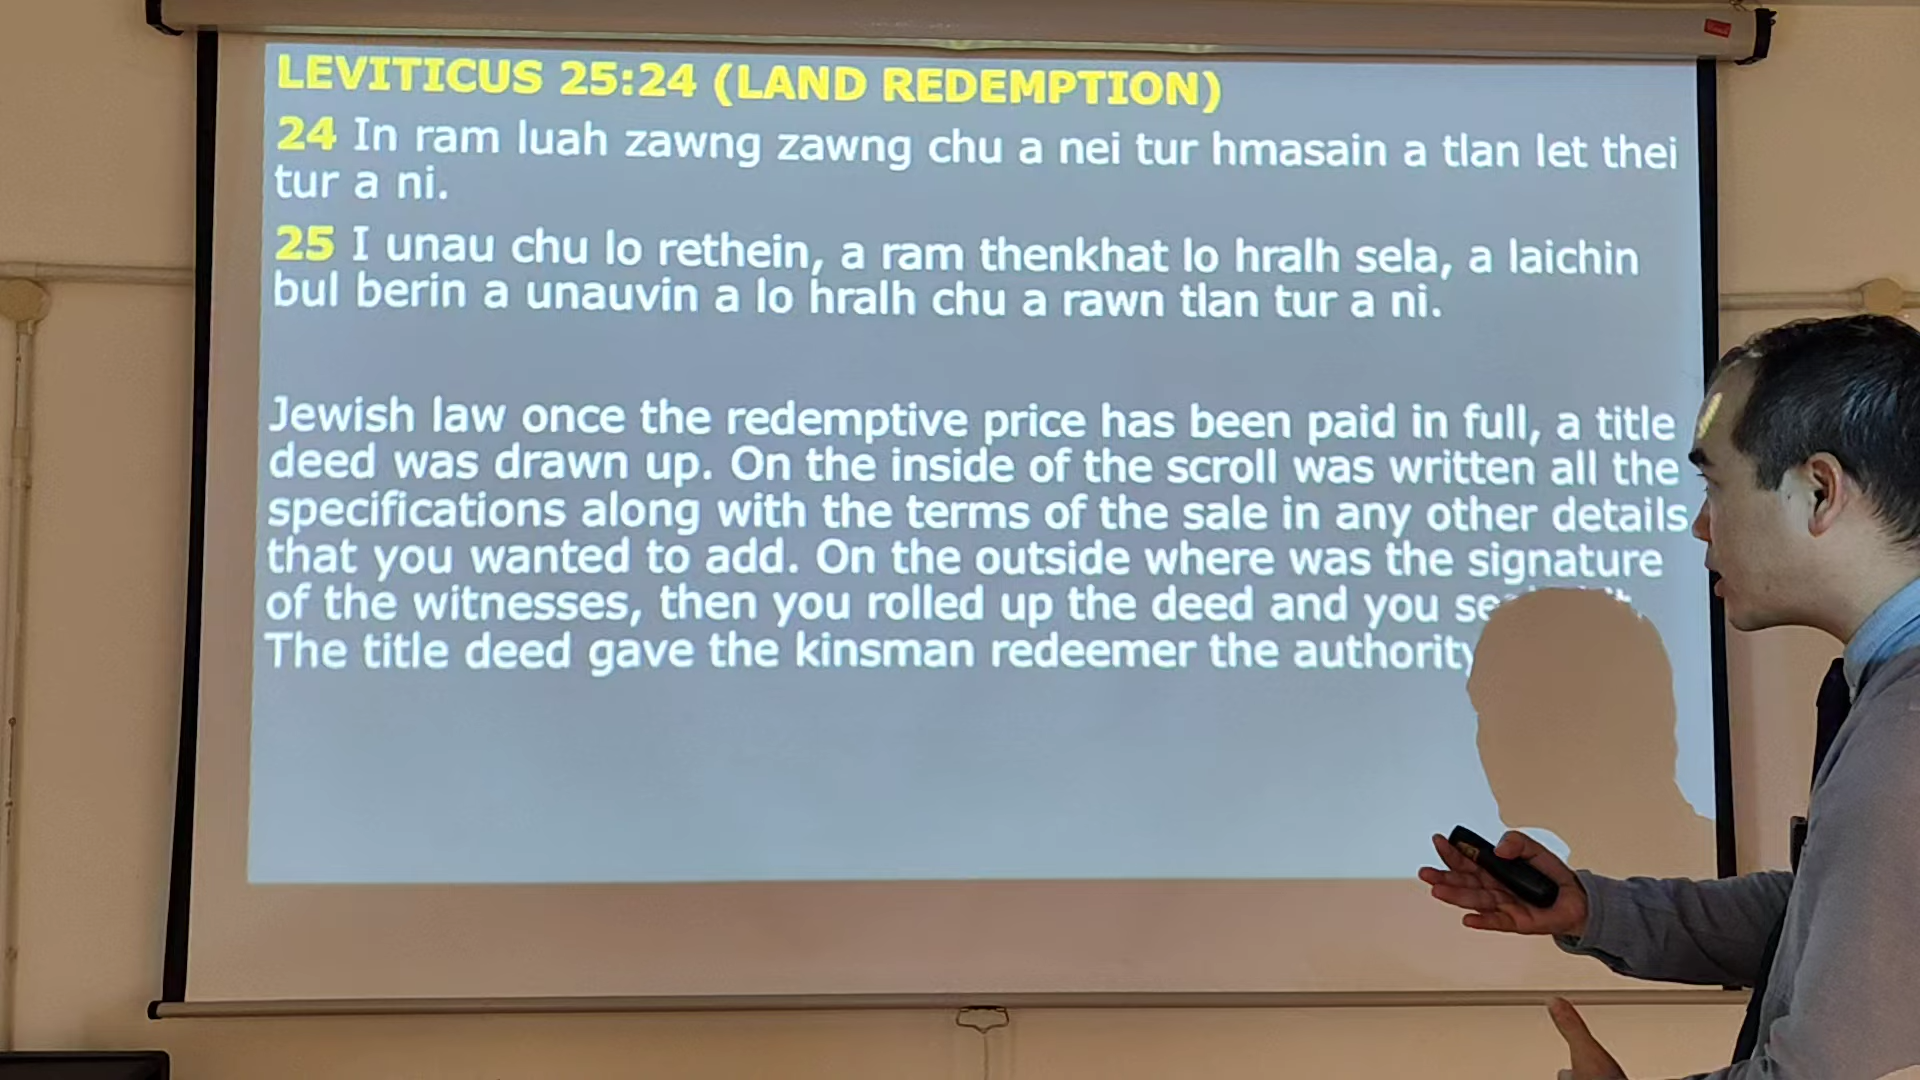 LEVITICUS 25:24 (LAND REDEMPTION)
24 In ram luah zawng zawng chu a nei tur hmasain a tlan let thei
tur a ni.
25 I unau chu lo rethein, a ram thenkhat lo hralh sela, a laichin
bul berin a unauvin a lo hralh chu a rawn tlan tur a ni.
Jewish law once the redemptive price has been paid in full, a title
deed was drawn up. On the inside of the scroll was written all the
specifications along with the terms of the sale in any other details
that you wanted to add. On the outside where was the signature
of the witnesses, then you rolled up the deed and you
The title deed gave the kinsman redeemer the authority